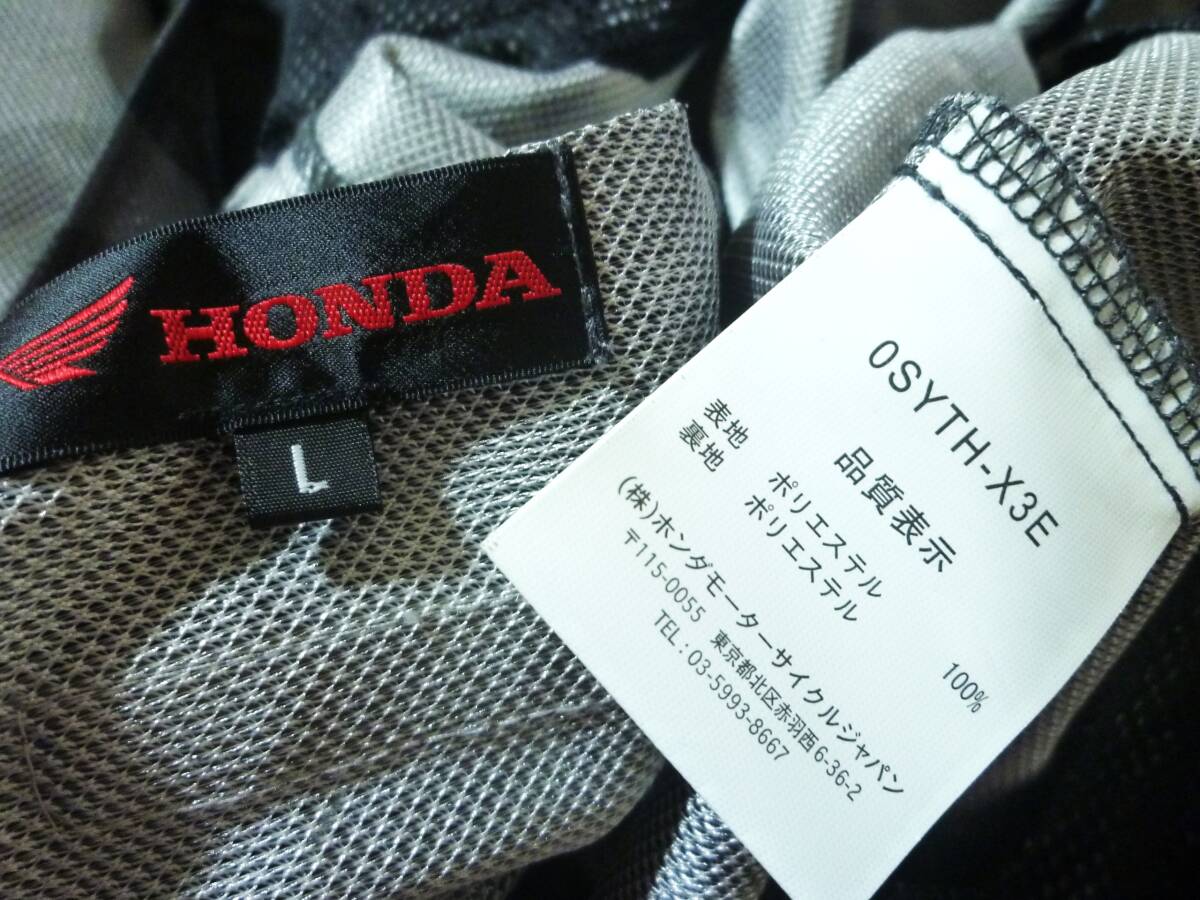 HONDA
L
0SYTH-X3E
品質表示
表地 ポリエステル
裏地 ポリエステル 100%
(株)ホンダモーターサイクルジャパン
〒115-0055 東京都北区赤羽西6-36-2
TEL:03-5993-8667